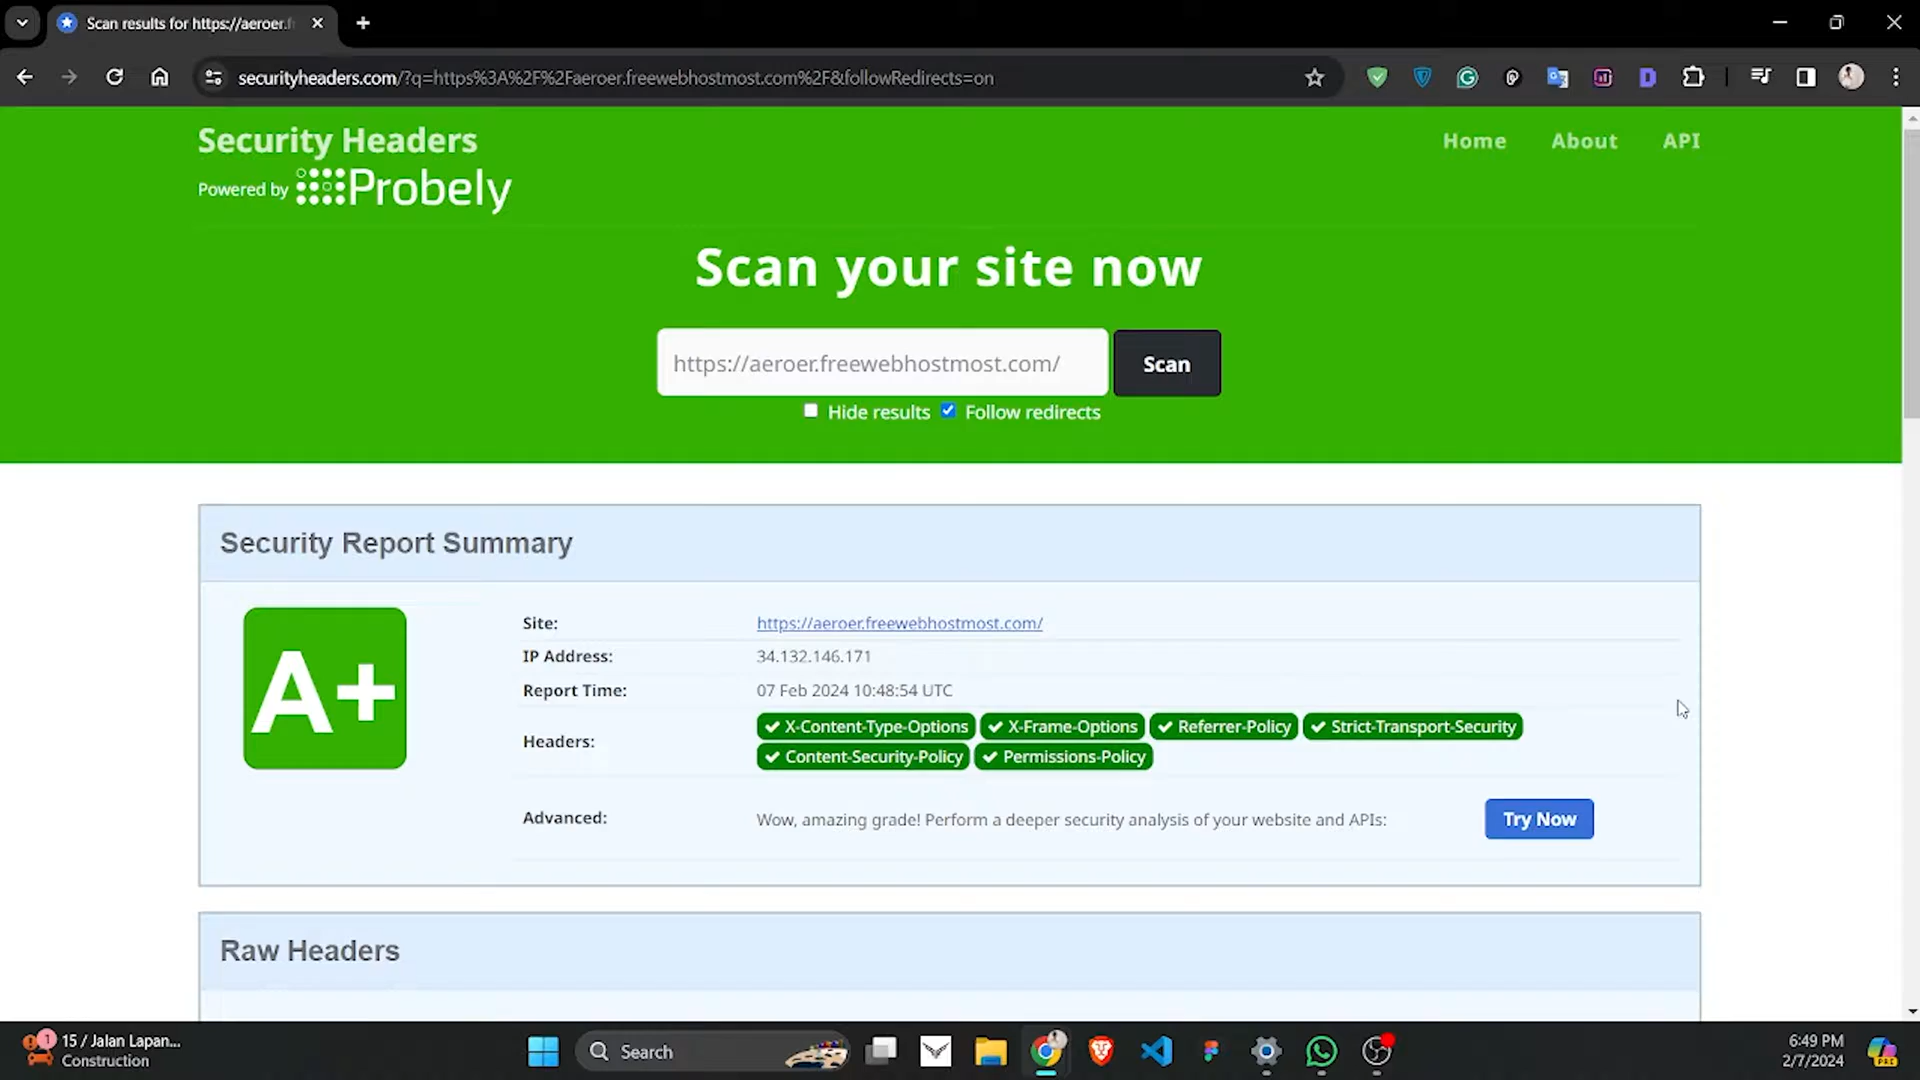 Scan results for https://aeroer.f
securityheaders.com/?q=https%3A%2F%2Faeroer.freewebhostmost.com%2F&followRedirects=on
Security Headers
Home About API
Powered by Probely
Scan your site now
https://aeroer.freewebhostmost.com/ Scan
Hide results Follow redirects
Security Report Summary
A+
Site: https://aeroer.freewebhostmost.com/
IP Address: 34.132.146.171
Report Time: 07 Feb 2024 10:48:54 UTC
Headers: X-Content-Type-Options X-Frame-Options Referrer-Policy Strict-Transport-Security
Content-Security-Policy Permissions-Policy
Advanced: Wow, amazing grade! Perform a deeper security analysis of your website and APIs: Try Now
Raw Headers
1 15 / Jalan Lapan...
Construction
Search
6:49 PM
2/7/2024